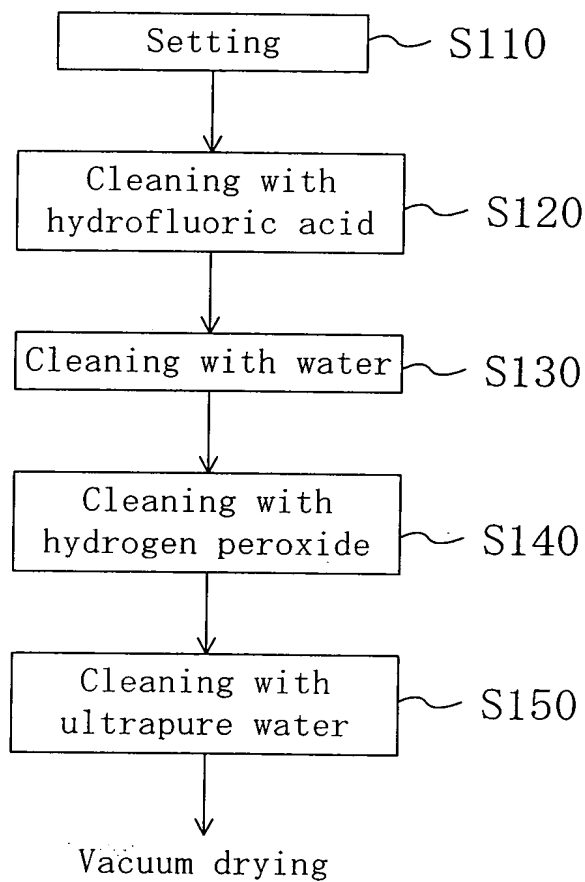 Setting
S110
Cleaning with
hydrofluoric acid
S120
Cleaning with water
S130
Cleaning with
hydrogen peroxide
S140
Cleaning with
ultrapure water
S150
Vacuum drying